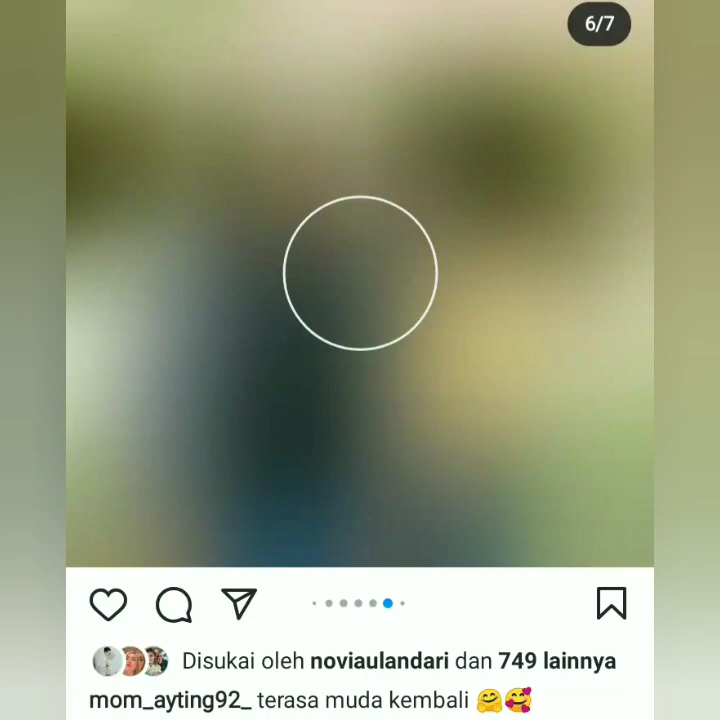 6/7
Disukai oleh noviaulandari dan 749 lainnya
mom_ayting92_ terasa muda kembali 🤗🥰